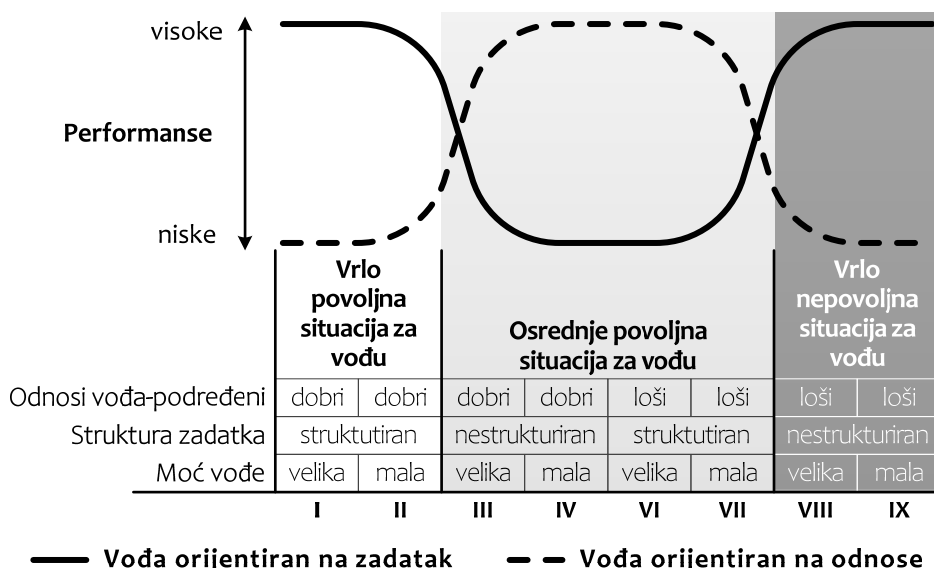 visoke
Performanse
niske
Vrlo
povoljna
situacija za
vođu
Osrednje povoljna
situacija za vođu
Vrlo
nepovoljna
situacija za
vođu
Odnosi vođa-podređeni dobri dobri dobri dobri loši loši loši loši
Struktura zadatka struktutiran nestrukturiran struktutiran nestrukturiran
Moć vođe velika mala velika mala velika mala velika mala
I II III IV VI VII VIII IX
Vođa orijentiran na zadatak Vođa orijentiran na odnose